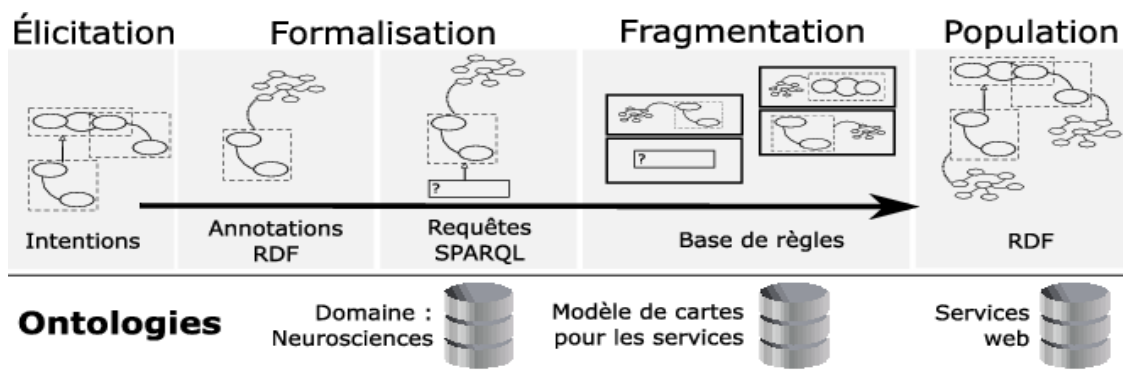 Élicitation
Formalisation
Fragmentation
Population
?
?
Intentions
Annotations
RDF
Requêtes
SPARQL
Base de règles
RDF
Ontologies
Domaine :
Neurosciences
Modèle de cartes
pour les services
Services
web